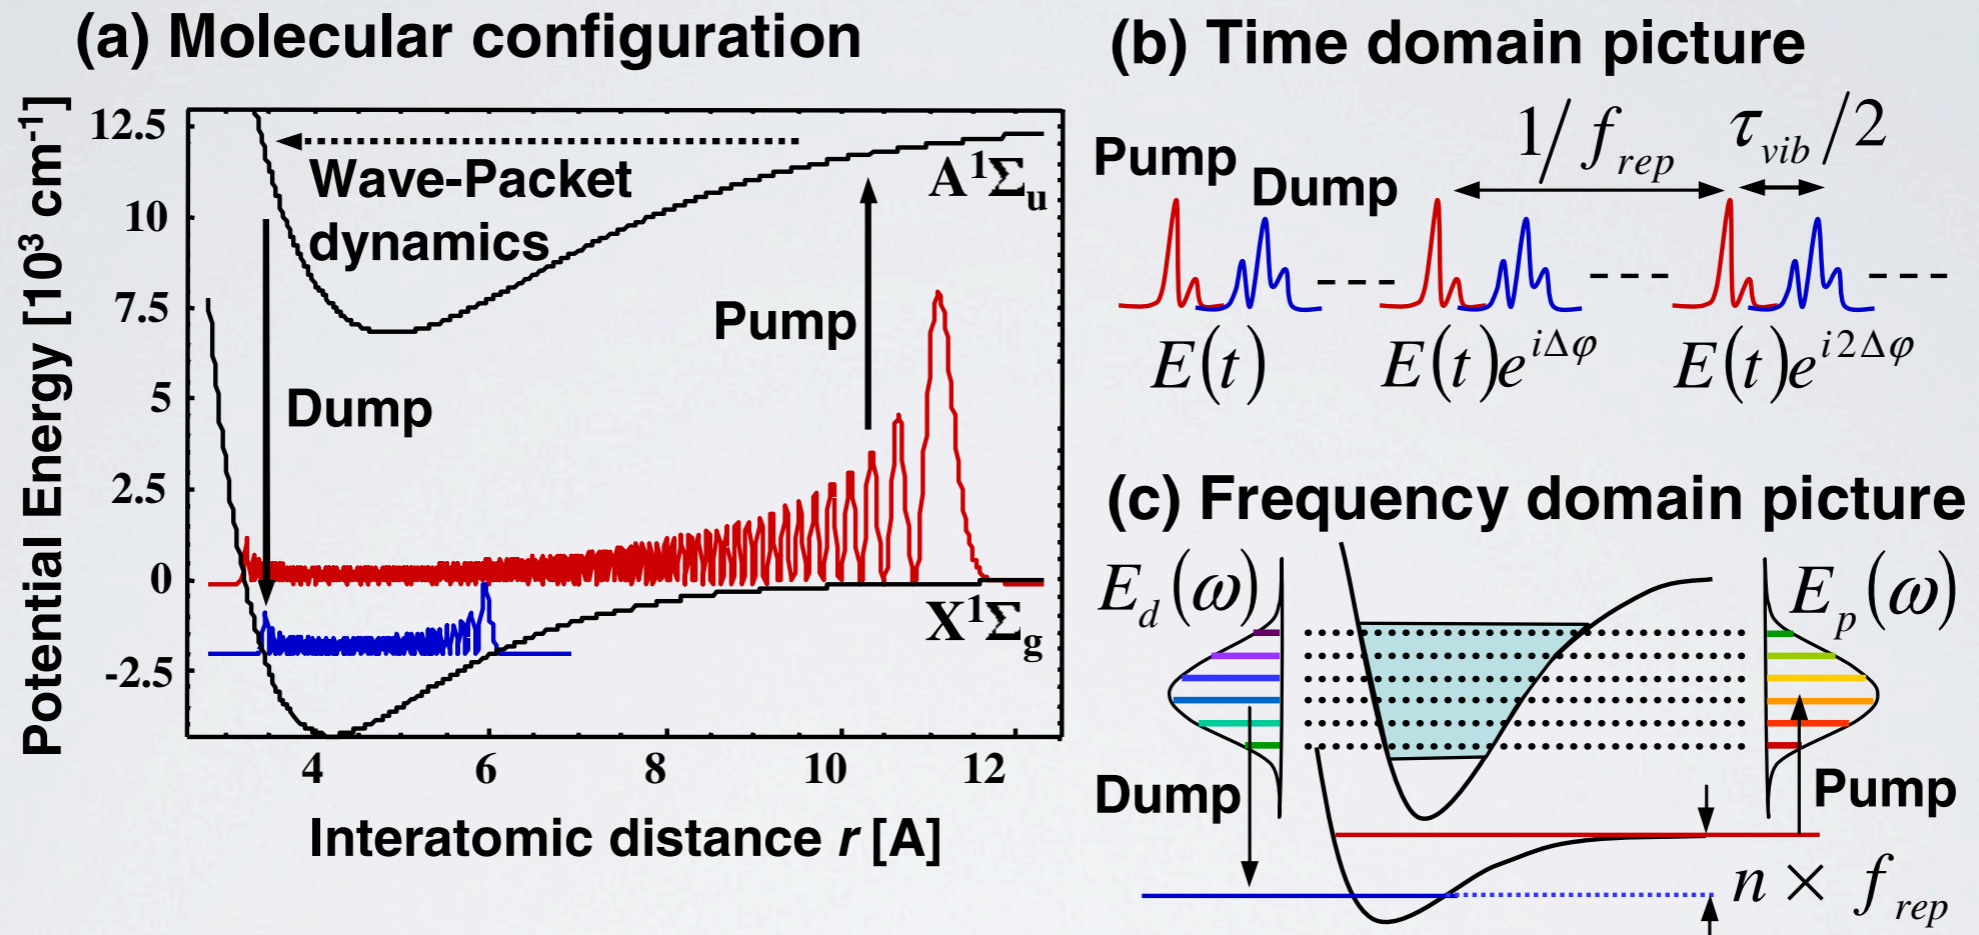 (a) Molecular configuration
Potential Energy [10³ cm⁻¹]
12.5
10
7.5
5
2.5
0
-2.5
Wave-Packet
dynamics
A¹Σu
Pump
Dump
X¹Σg
4 6 8 10 12
Interatomic distance r [A]
(b) Time domain picture
1/f rep
τvib/2
Pump
Dump
E(t)
E(t)e^{iΔφ}
E(t)e^{i2Δφ}
(c) Frequency domain picture
Ed(ω)
Ep(ω)
Dump
Pump
n × f rep